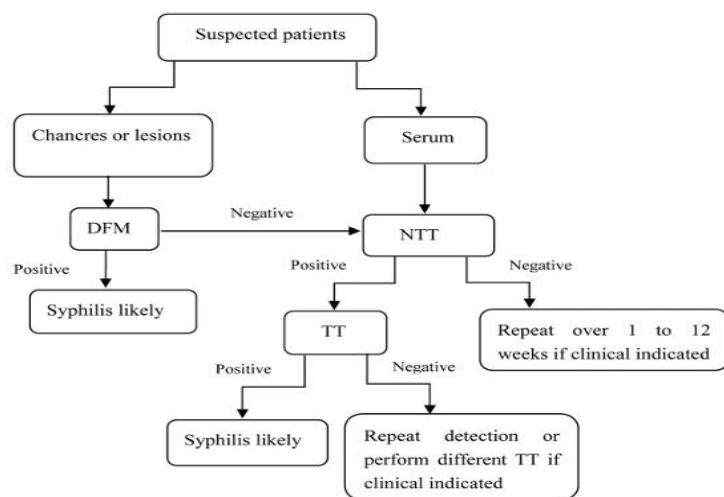 Suspected patients
Chancres or lesions
Serum
DFM
Negative
NTT
Positive
Positive
Negative
Syphilis likely
TT
Repeat over 1 to 12
weeks if clinical indicated
Positive
Negative
Syphilis likely
Repeat detection or
perform different TT if
clinical indicated